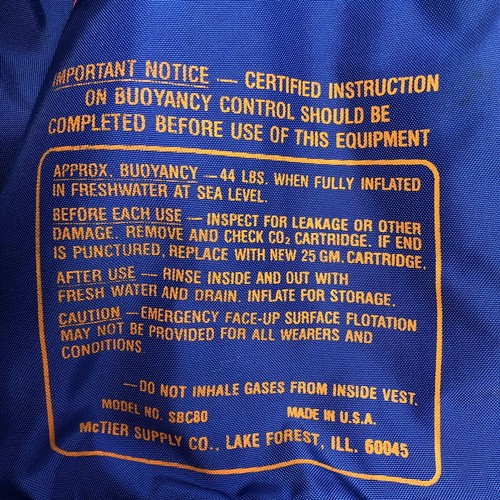 IMPORTANT NOTICE — CERTIFIED INSTRUCTION
ON BUOYANCY CONTROL SHOULD BE
COMPLETED BEFORE USE OF THIS EQUIPMENT
APPROX. BUOYANCY — 44 LBS. WHEN FULLY INFLATED
IN FRESHWATER AT SEA LEVEL.
BEFORE EACH USE — INSPECT FOR LEAKAGE OR OTHER
DAMAGE. REMOVE AND CHECK CO₂ CARTRIDGE. IF END
IS PUNCTURED, REPLACE WITH NEW 25 GM. CARTRIDGE.
AFTER USE — RINSE INSIDE AND OUT WITH
FRESH WATER AND DRAIN. INFLATE FOR STORAGE.
CAUTION — EMERGENCY FACE-UP SURFACE FLOTATION
MAY NOT BE PROVIDED FOR ALL WEARERS AND
CONDITIONS.
— DO NOT INHALE GASES FROM INSIDE VEST.
MODEL NO. SBC80 MADE IN U.S.A.
McTIER SUPPLY CO., LAKE FOREST, ILL. 60045